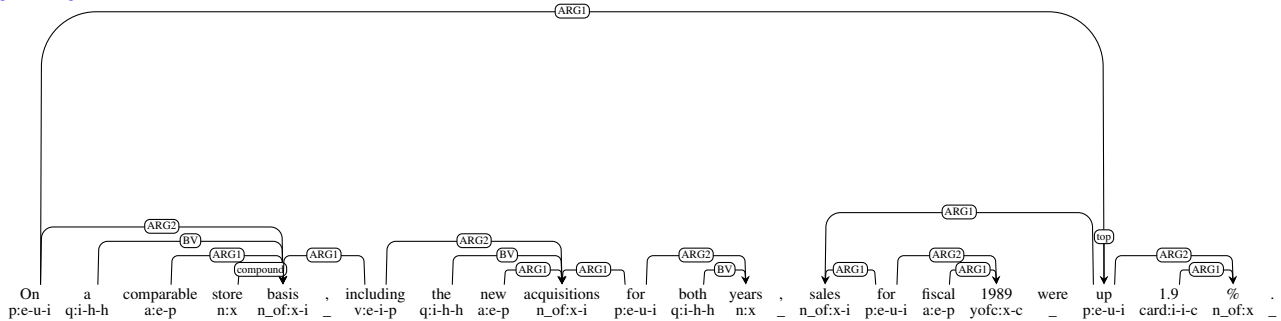 ARG1
ARG2
BV
ARG1
compound
ARG1
ARG2
BV
ARG1
ARG1
ARG2
BV
ARG1
ARG1
ARG2
ARG1
top
ARG2
ARG1
On a comparable store basis , including the new acquisitions for both years , sales for fiscal 1989 were up 1.9 % .
p:e-u-i q:i-h-h a:e-p n:x n_of:x-i _ v:e-i-p q:i-h-h a:e-p n_of:x-i p:e-u-i q:i-h-h n:x _ n_of:x-i p:e-u-i a:e-p yofc:x-c _ p:e-u-i card:i-i-c n_of:x _